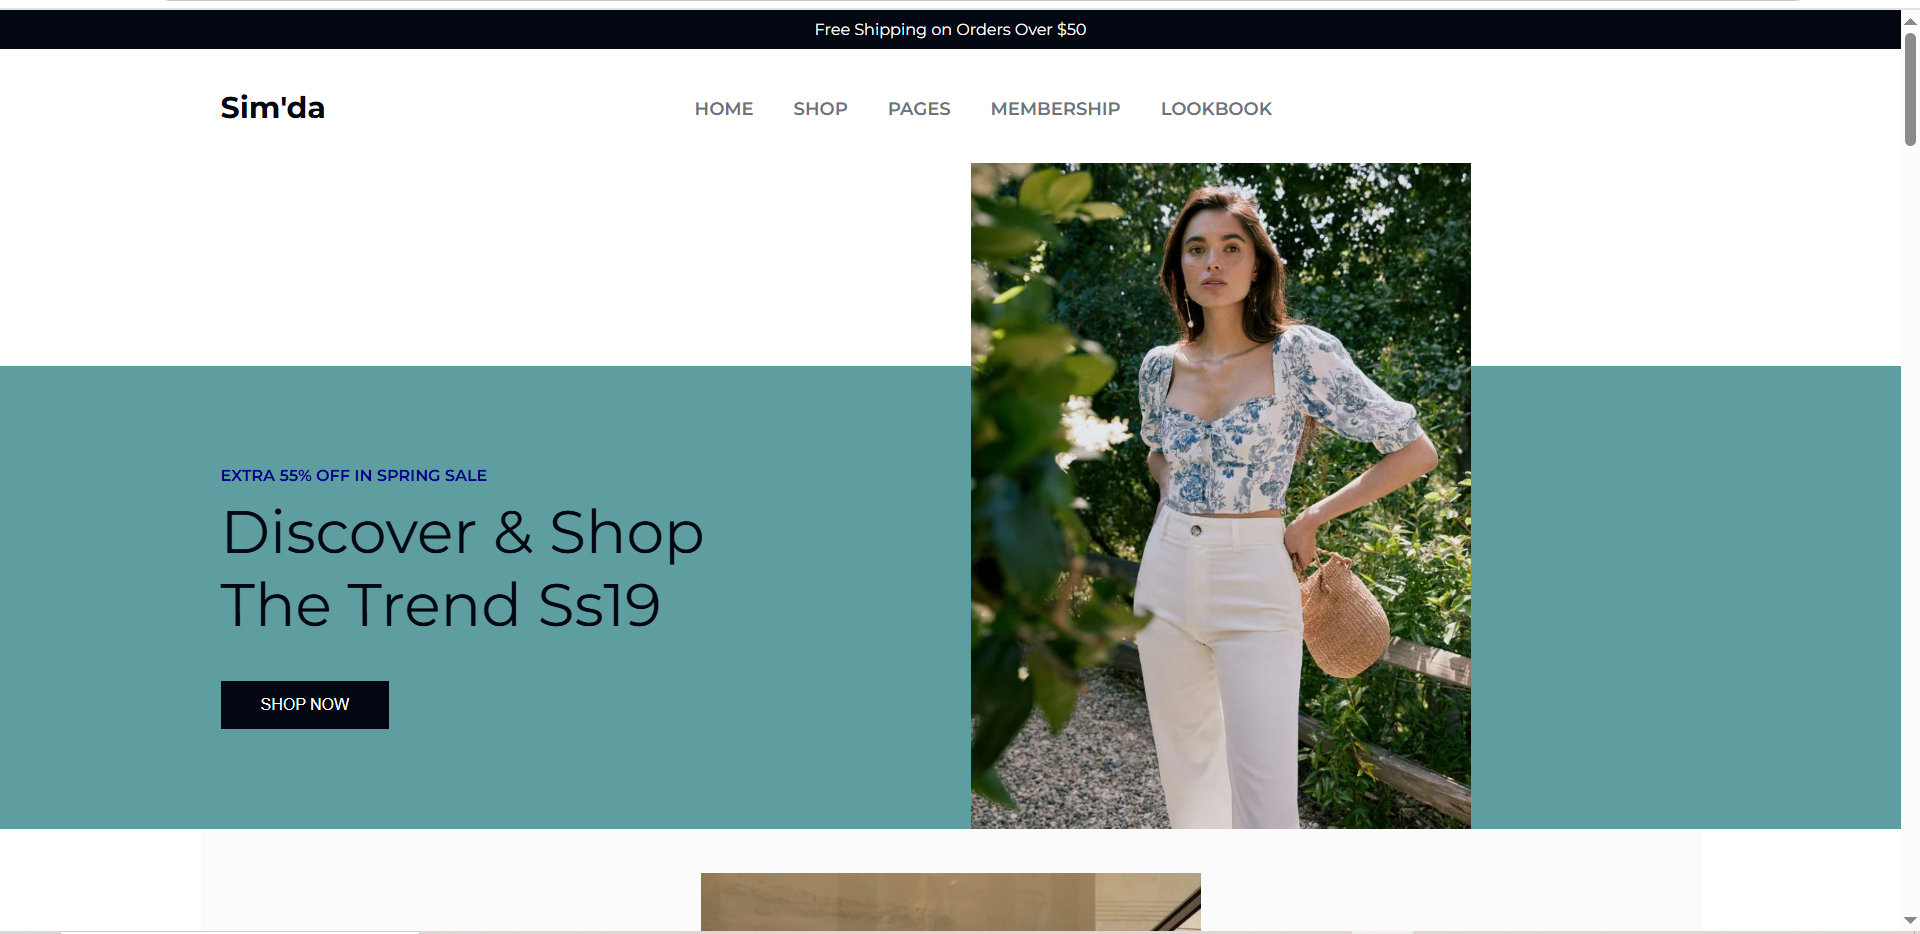 Free Shipping on Orders Over $50
Sim'da
HOME SHOP PAGES MEMBERSHIP LOOKBOOK
EXTRA 55% OFF IN SPRING SALE
Discover & Shop
The Trend Ss19
SHOP NOW